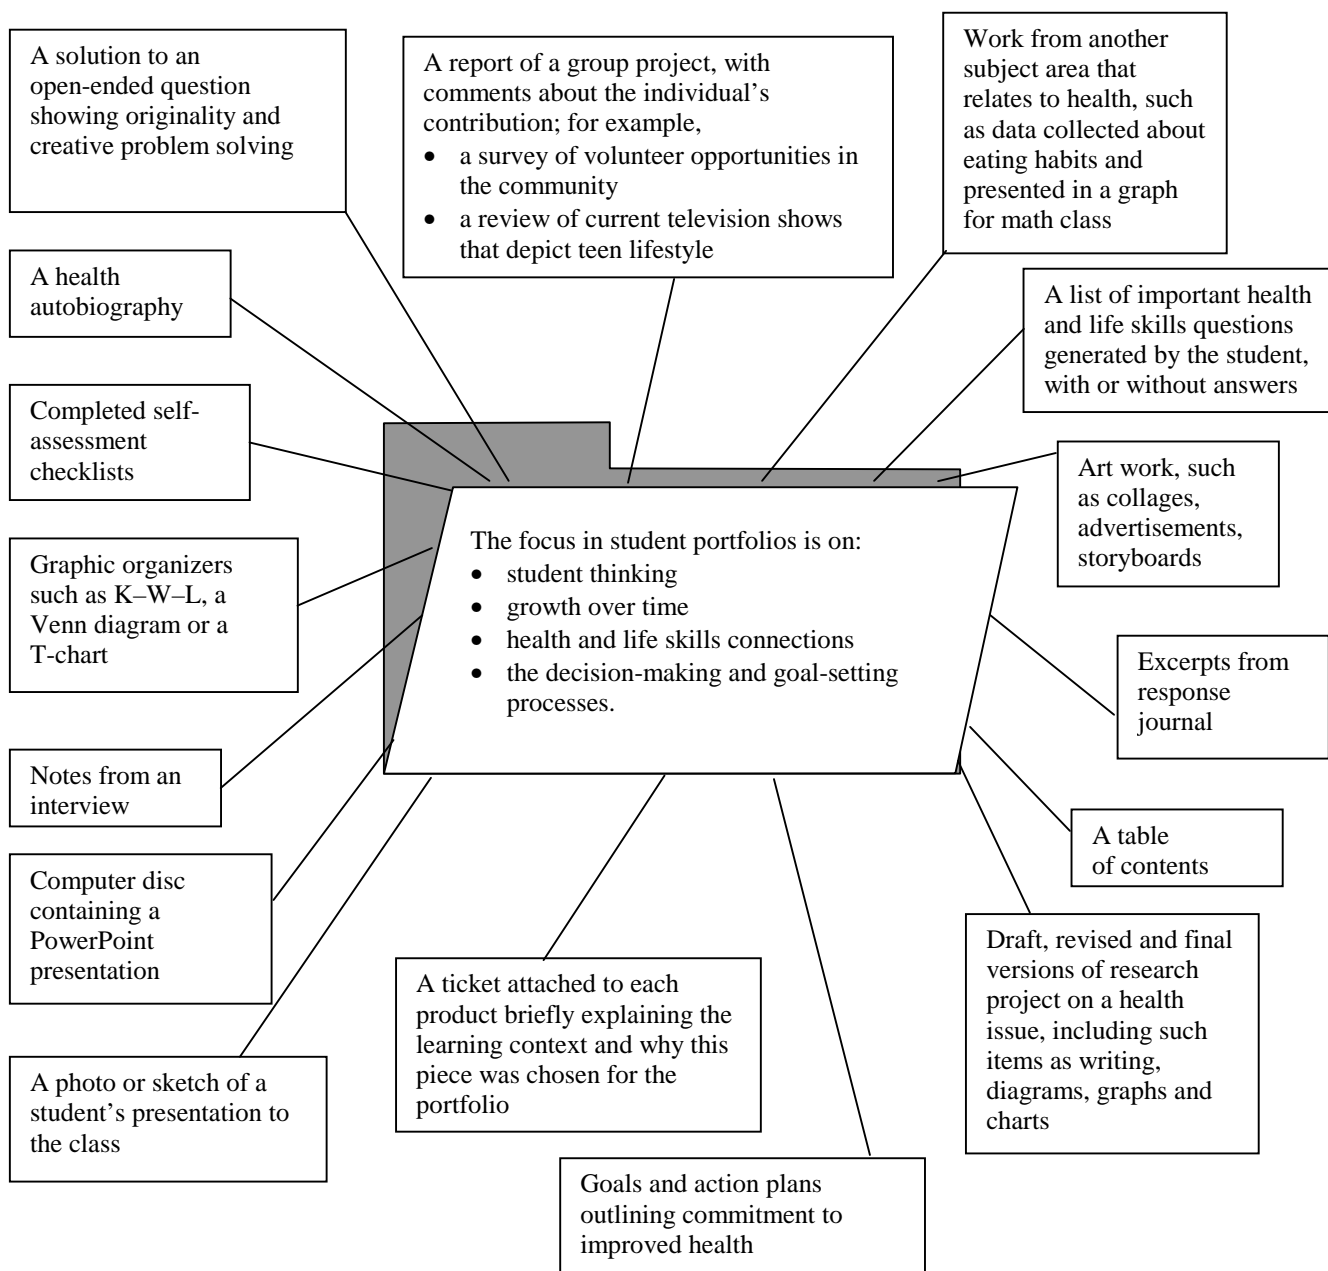 A solution to an
open-ended question
showing originality and
creative problem solving
A report of a group project, with
comments about the individual’s
contribution; for example,
• a survey of volunteer opportunities in
the community
• a review of current television shows
that depict teen lifestyle
Work from another
subject area that
relates to health, such
as data collected about
eating habits and
presented in a graph
for math class
A health
autobiography
A list of important health
and life skills questions
generated by the student,
with or without answers
Completed self-
assessment
checklists
Art work, such
as collages,
advertisements,
storyboards
Graphic organizers
such as K–W–L, a
Venn diagram or a
T-chart
The focus in student portfolios is on:
• student thinking
• growth over time
• health and life skills connections
• the decision-making and goal-setting
processes.
Excerpts from
response
journal
Notes from an
interview
A table
of contents
Computer disc
containing a
PowerPoint
presentation
Draft, revised and final
versions of research
project on a health
issue, including such
items as writing,
diagrams, graphs and
charts
A ticket attached to each
product briefly explaining the
learning context and why this
piece was chosen for the
portfolio
A photo or sketch of a
student’s presentation to
the class
Goals and action plans
outlining commitment to
improved health